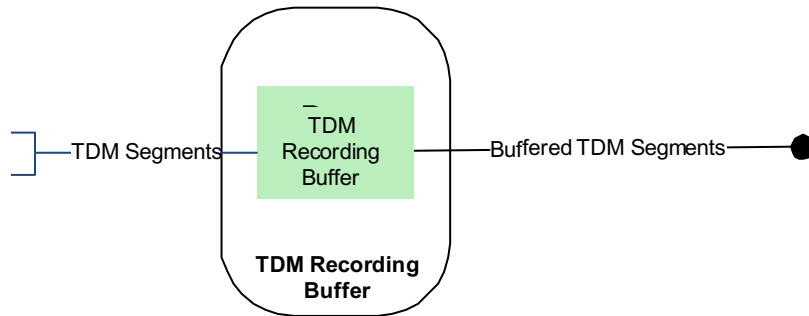 TDM Segments
TDM
Recording
Buffer
Buffered TDM Segments
TDM Recording
Buffer